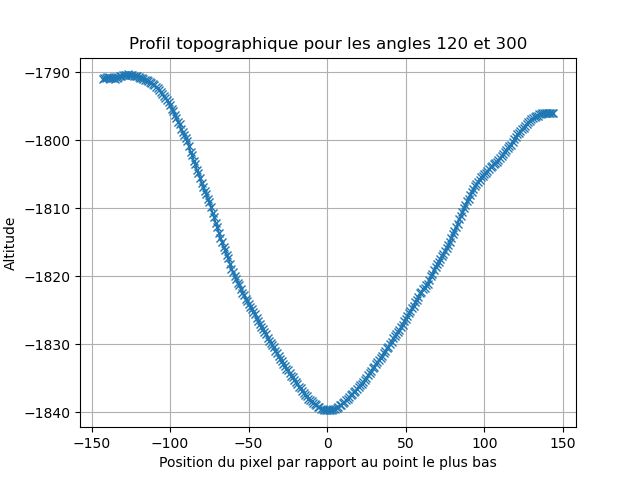 Profil topographique pour les angles 120 et 300
−1790
−1800
−1810
−1820
−1830
−1840
Altitude
−150 −100 −50 0 50 100 150
Position du pixel par rapport au point le plus bas